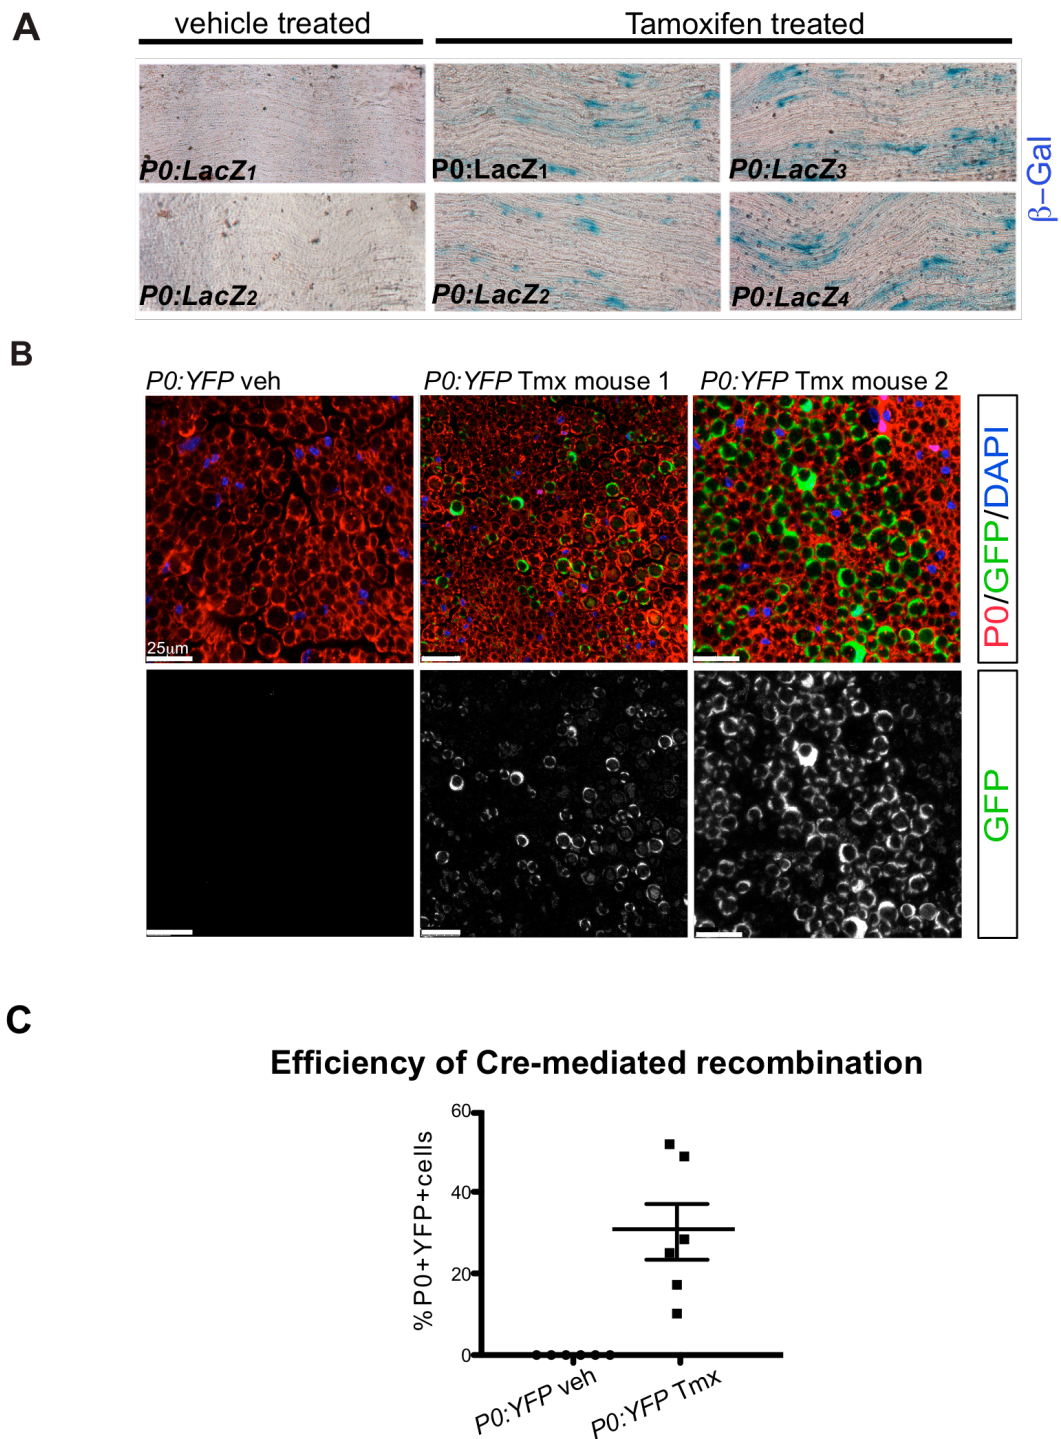 A
vehicle treated
Tamoxifen treated
P0:LacZ1
P0:LacZ1
P0:LacZ3
P0:LacZ2
P0:LacZ2
P0:LacZ4
β–Gal
B
P0:YFP veh
P0:YFP Tmx mouse 1
P0:YFP Tmx mouse 2
25μm
P0/GFP/DAPI
GFP
C
Efficiency of Cre-mediated recombination
%P0+YFP+cells
60
40
20
0
P0:YFP veh
P0:YFP Tmx